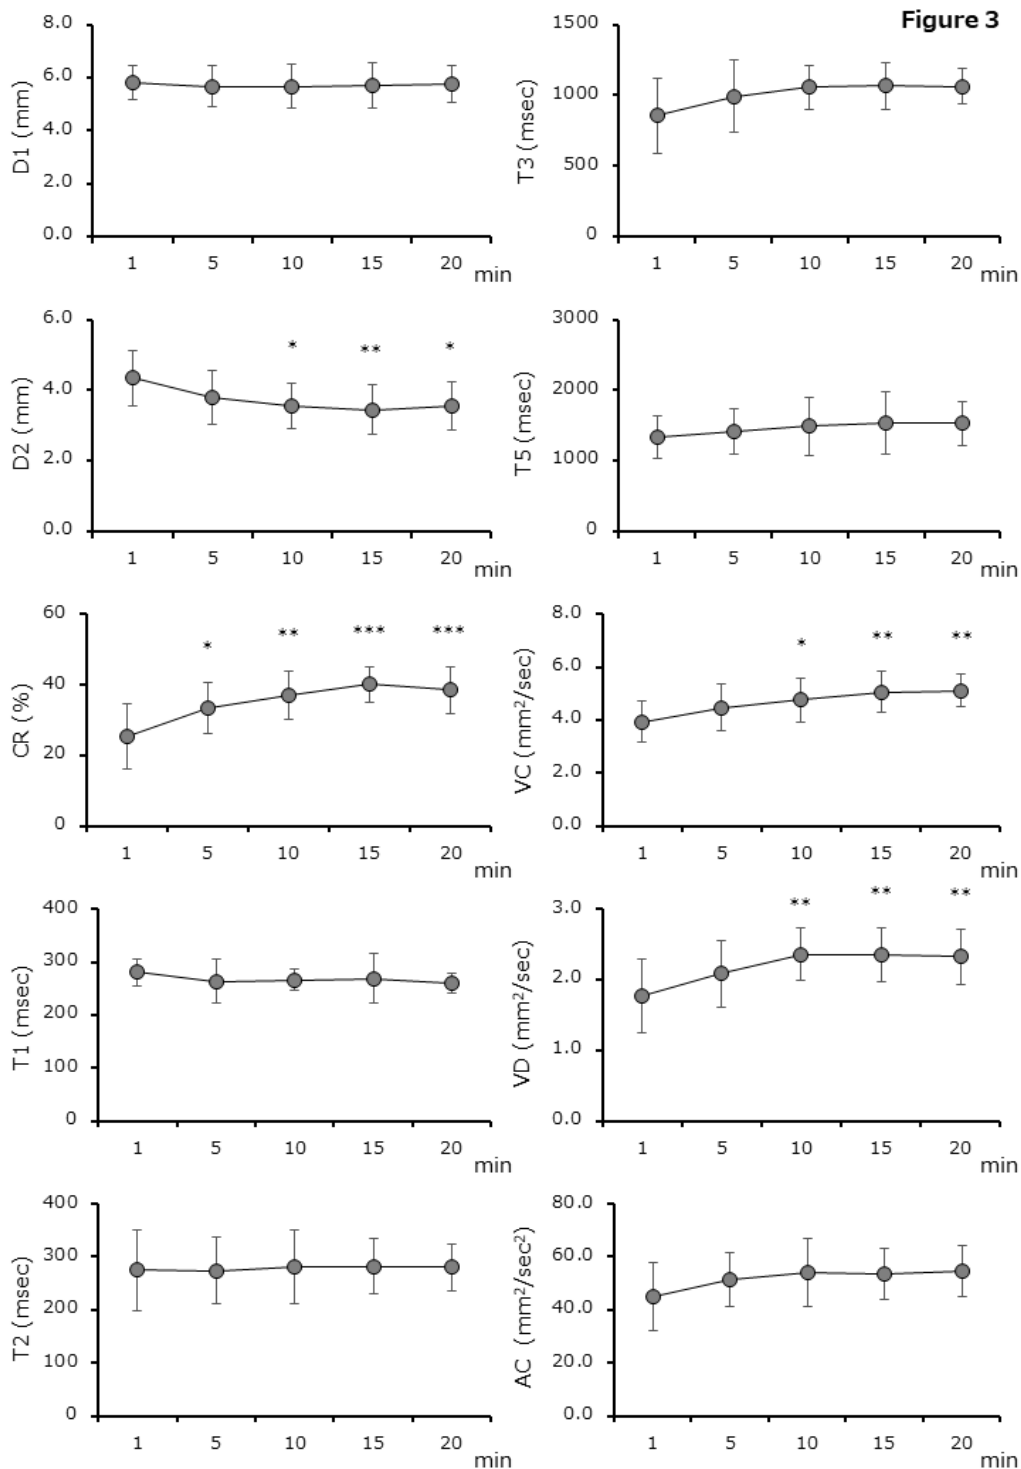 Figure 3
8.0
6.0
4.0
2.0
0.0
D1 (mm)
1 5 10 15 20 min
1500
1000
500
0
T3 (msec)
1 5 10 15 20 min
6.0
4.0
2.0
0.0
D2 (mm)
* ** *
1 5 10 15 20 min
3000
2000
1000
0
T5 (msec)
1 5 10 15 20 min
60
40
20
0
CR (%)
* ** *** ***
1 5 10 15 20 min
8.0
6.0
4.0
2.0
0.0
VC (mm²/sec)
* ** **
1 5 10 15 20 min
400
300
200
100
0
T1 (msec)
1 5 10 15 20 min
3.0
2.0
1.0
0.0
VD (mm²/sec)
** ** **
1 5 10 15 20 min
400
300
200
100
0
T2 (msec)
1 5 10 15 20 min
80.0
60.0
40.0
20.0
0.0
AC (mm²/sec²)
1 5 10 15 20 min